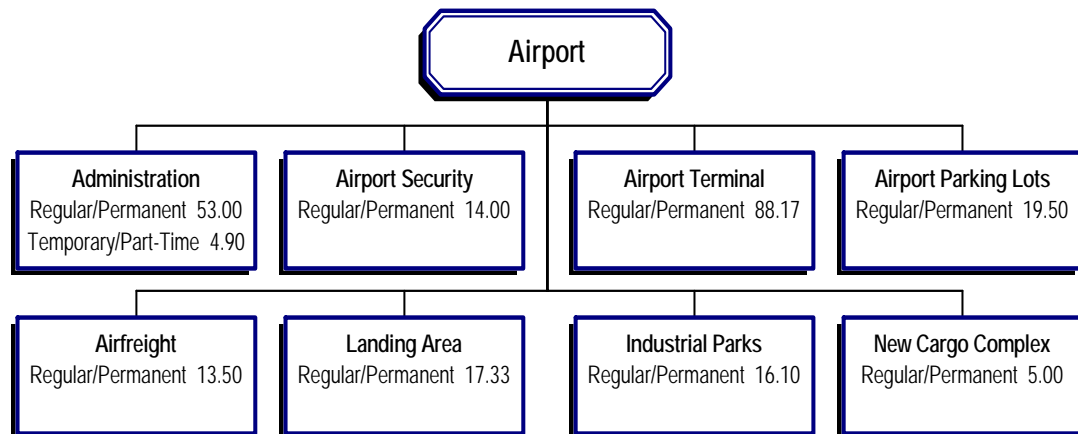 Airport
Administration
Regular/Permanent 53.00
Temporary/Part-Time 4.90
Airport Security
Regular/Permanent 14.00
Airport Terminal
Regular/Permanent 88.17
Airport Parking Lots
Regular/Permanent 19.50
Airfreight
Regular/Permanent 13.50
Landing Area
Regular/Permanent 17.33
Industrial Parks
Regular/Permanent 16.10
New Cargo Complex
Regular/Permanent 5.00